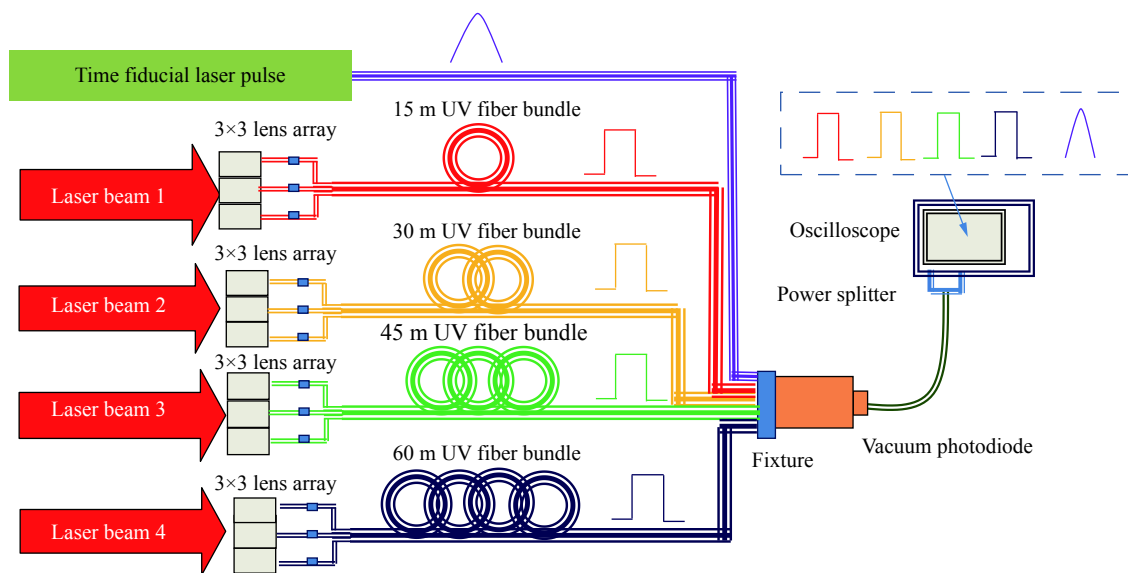 Time fiducial laser pulse
15 m UV fiber bundle
3×3 lens array
Laser beam 1
30 m UV fiber bundle
3×3 lens array
Laser beam 2
45 m UV fiber bundle
3×3 lens array
Laser beam 3
60 m UV fiber bundle
3×3 lens array
Laser beam 4
Oscilloscope
Power splitter
Vacuum photodiode
Fixture